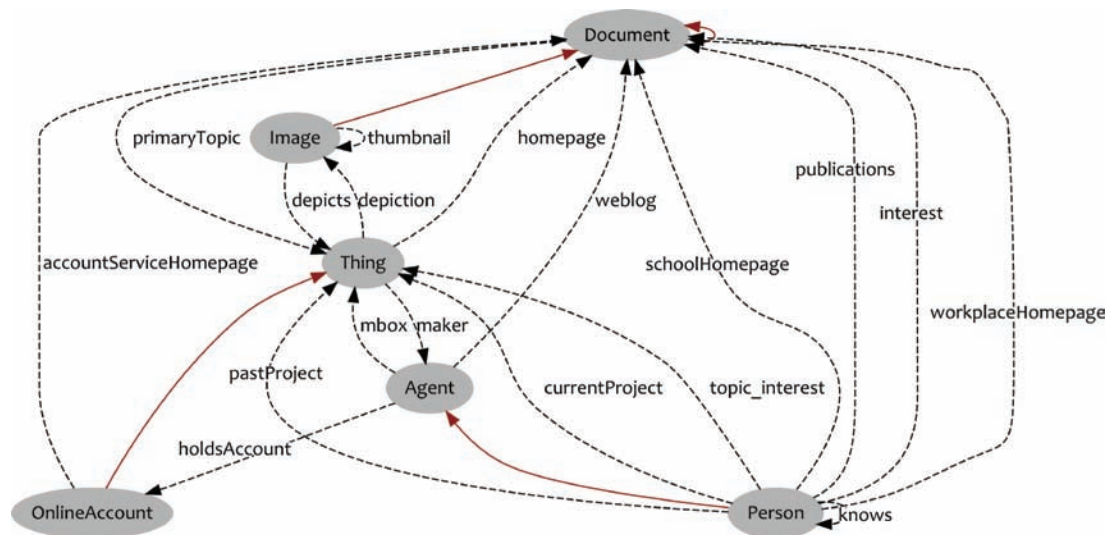 Document
primaryTopic
Image
thumbnail
homepage
publications
depicts
depiction
weblog
interest
accountServiceHomepage
Thing
schoolHomepage
workplaceHomepage
mbox
maker
pastProject
Agent
currentProject
topic_interest
holdsAccount
OnlineAccount
Person
knows